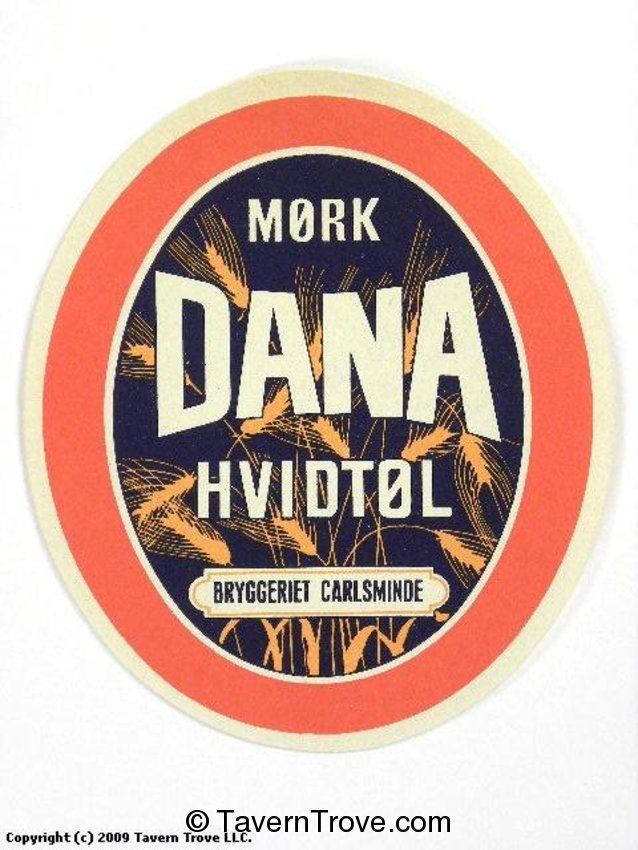 MØRK
DANA
HVIDTØL
BRYGGERIET CARLSMINDE
© TavernTrove.com
Copyright (c) 2009 Tavern Trove LLC.